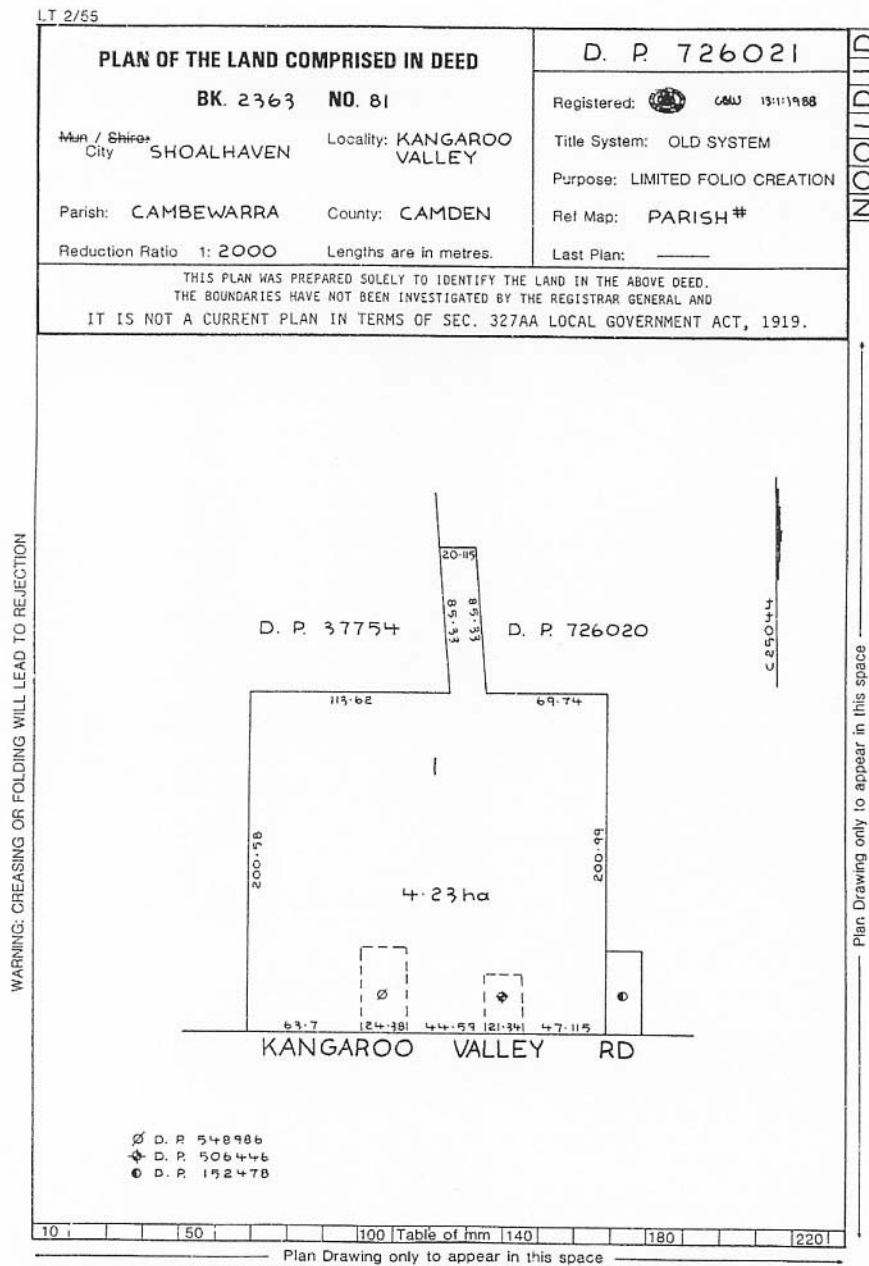 LT 2/55
PLAN OF THE LAND COMPRISED IN DEED
BK. 2363 NO. 81
Mun / Shire
City SHOALHAVEN
Locality: KANGAROO
VALLEY
Parish: CAMBEWARRA
County: CAMDEN
Reduction Ratio 1: 2000
Lengths are in metres.
D. P. 726021
Registered: 13:1:1988
Title System: OLD SYSTEM
Purpose: LIMITED FOLIO CREATION
Ref Map: PARISH #
Last Plan: ———
THIS PLAN WAS PREPARED SOLELY TO IDENTIFY THE LAND IN THE ABOVE DEED.
THE BOUNDARIES HAVE NOT BEEN INVESTIGATED BY THE REGISTRAR GENERAL AND
IT IS NOT A CURRENT PLAN IN TERMS OF SEC. 327AA LOCAL GOVERNMENT ACT, 1919.
WARNING: CREASING OR FOLDING WILL LEAD TO REJECTION
Plan Drawing only to appear in this space
C25044
20·115
85·33
85·33
D. P. 37754
D. P. 726020
113·62
69·74
1
200·58
200·99
4·23ha
63·7
24·38
44·59
21·34
47·115
KANGAROO VALLEY RD
D. P. 548986
D. P. 506446
D. P. 152478
10 50 100 Table of mm 140 180 220
Plan Drawing only to appear in this space